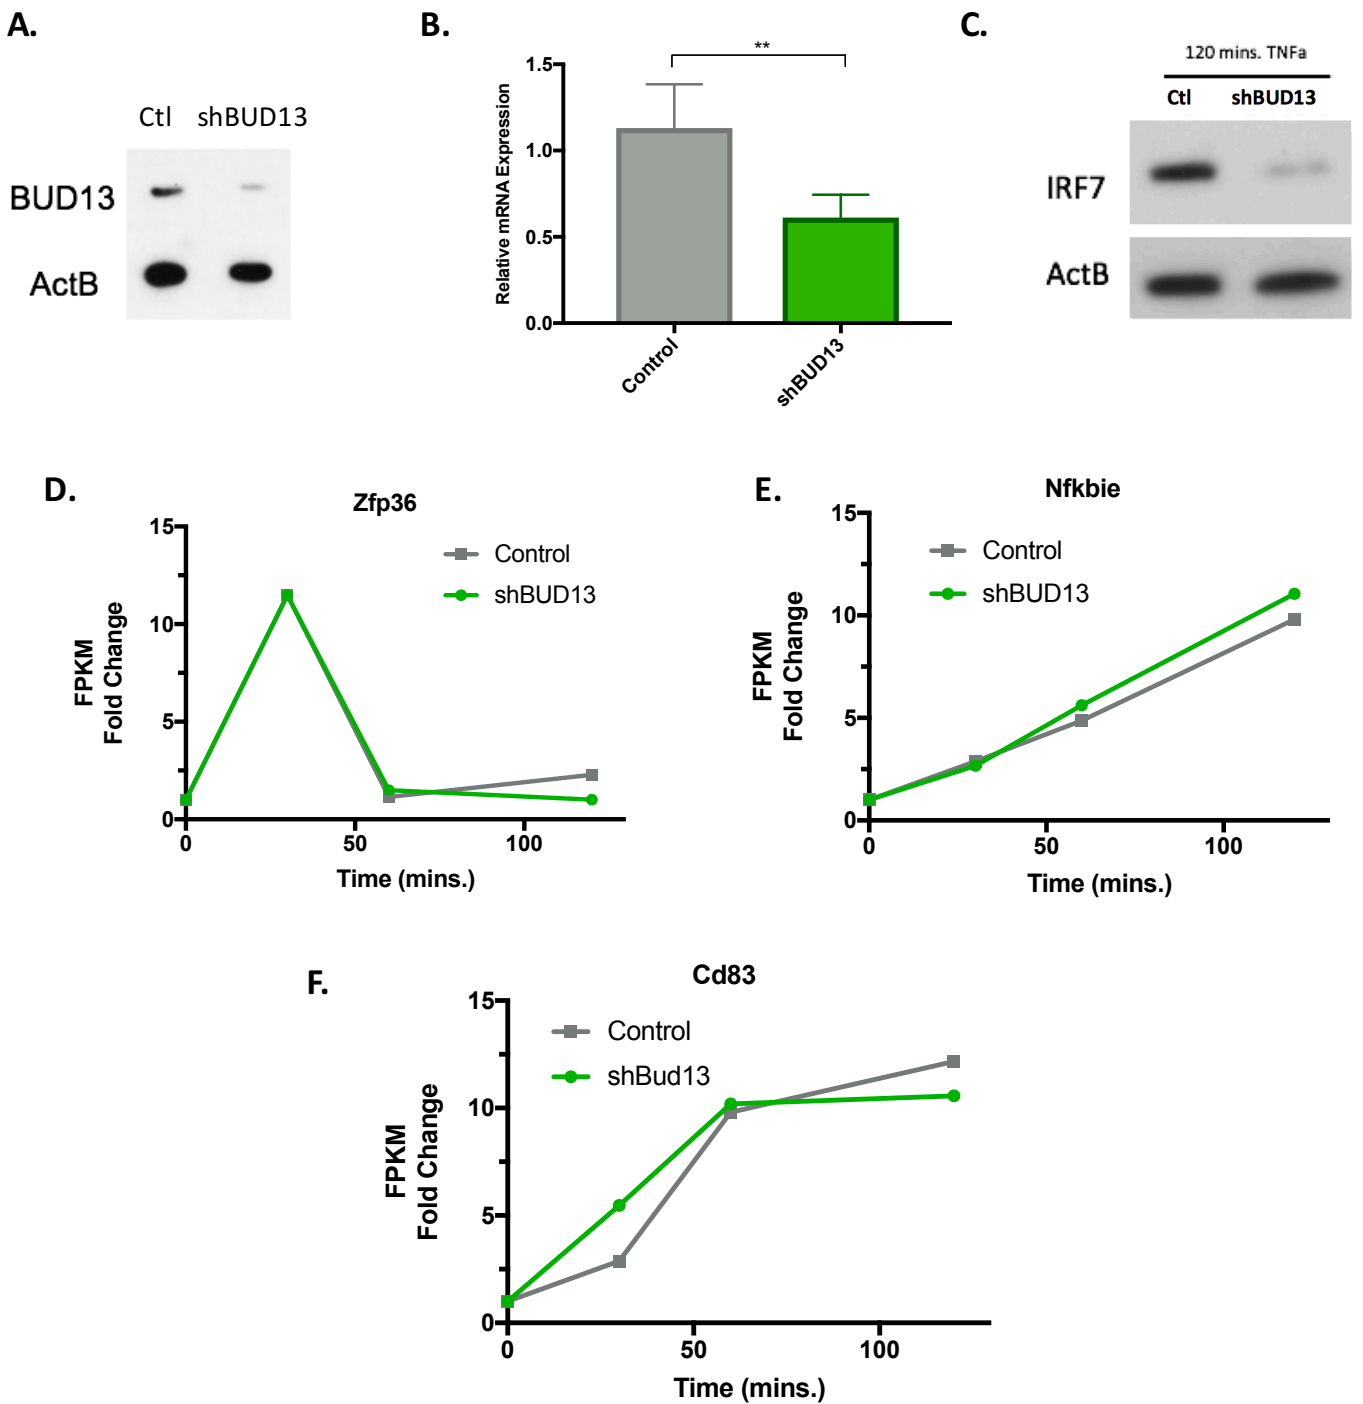 A.
Ctl shBUD13
BUD13
ActB
B.
**
Relative mRNA Expression
1.5
1.0
0.5
0.0
Control
shBUD13
C.
120 mins. TNFa
Ctl shBUD13
IRF7
ActB
D.
Zfp36
Control
shBUD13
FPKM
Fold Change
15
10
5
0
0 50 100
Time (mins.)
E.
Nfkbie
Control
shBUD13
FPKM
Fold Change
15
10
5
0
0 50 100
Time (mins.)
F.
Cd83
Control
shBud13
FPKM
Fold Change
15
10
5
0
0 50 100
Time (mins.)